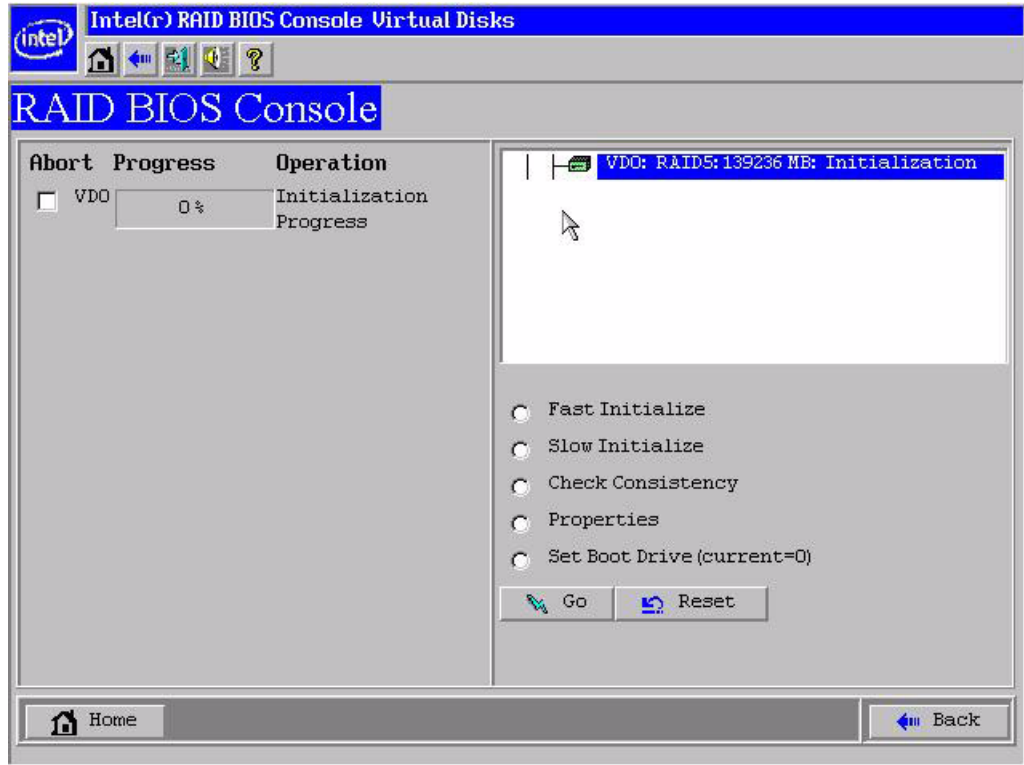 Intel(r) RAID BIOS Console Virtual Disks
intel
RAID BIOS Console
Abort Progress Operation
VD0 0% Initialization
Progress
VD0: RAID5: 139236 MB: Initialization
Fast Initialize
Slow Initialize
Check Consistency
Properties
Set Boot Drive (current=0)
Go Reset
Home Back